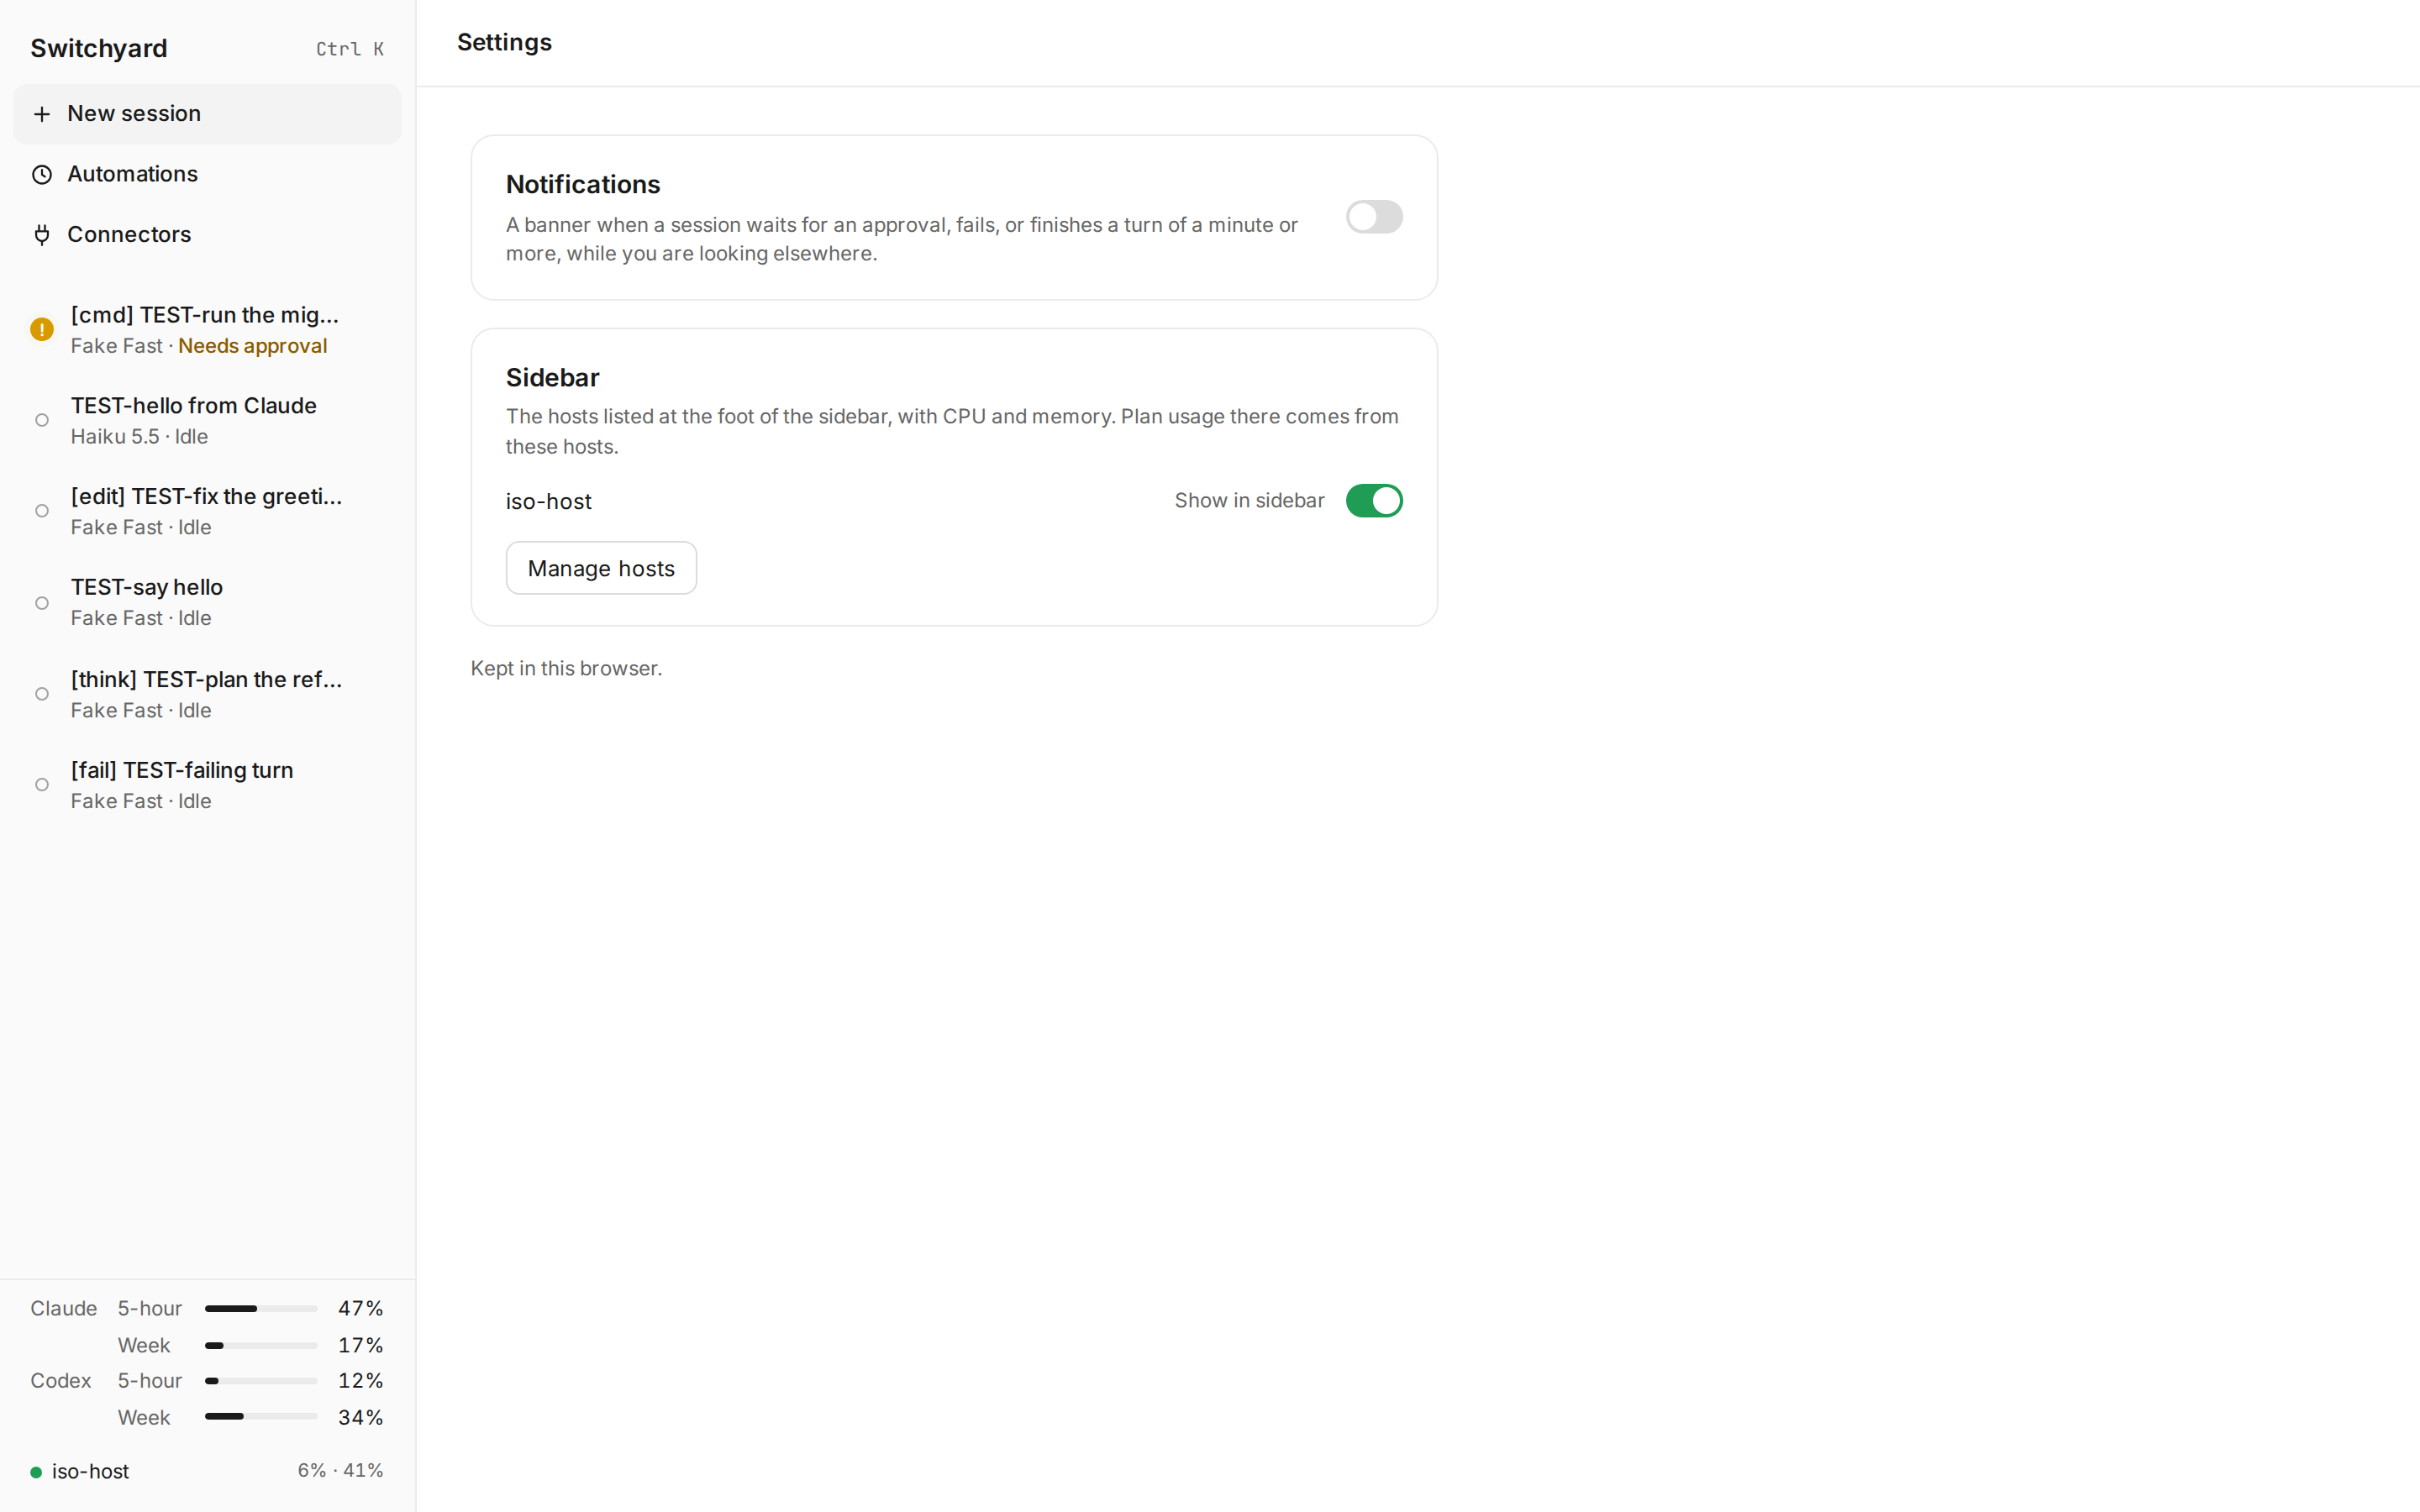 Switchyard
Ctrl K
New session
Automations
Connectors
[cmd] TEST-run the mig...
Fake Fast · Needs approval
TEST-hello from Claude
Haiku 5.5 · Idle
[edit] TEST-fix the greeti...
Fake Fast · Idle
TEST-say hello
Fake Fast · Idle
[think] TEST-plan the ref...
Fake Fast · Idle
[fail] TEST-failing turn
Fake Fast · Idle
Claude 5-hour 47%
Week 17%
Codex 5-hour 12%
Week 34%
iso-host 6% · 41%
Settings
Notifications
A banner when a session waits for an approval, fails, or finishes a turn of a minute or
more, while you are looking elsewhere.
Sidebar
The hosts listed at the foot of the sidebar, with CPU and memory. Plan usage there comes from
these hosts.
iso-host
Show in sidebar
Manage hosts
Kept in this browser.